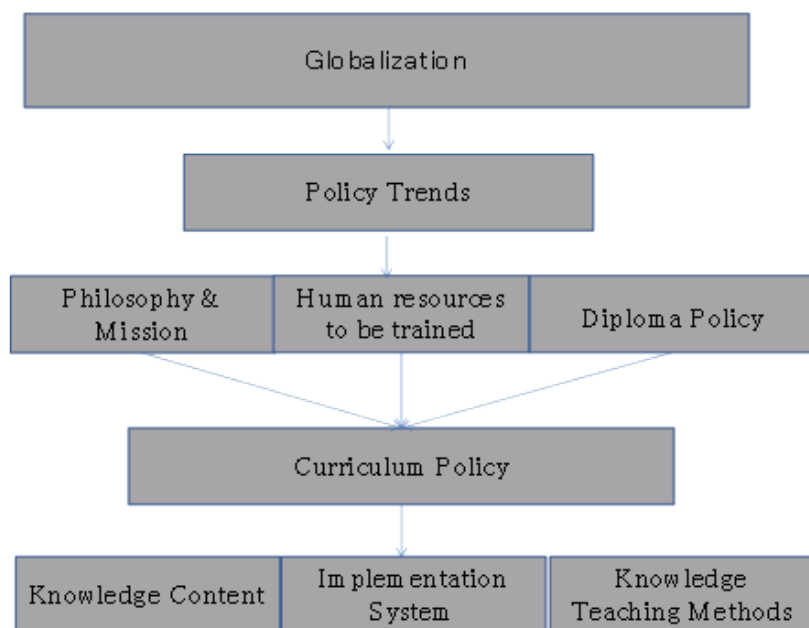 Globalization
Policy Trends
Philosophy &
Mission
Human resources
to be trained
Diploma Policy
Curriculum Policy
Knowledge Content
Implementation
System
Knowledge
Teaching Methods